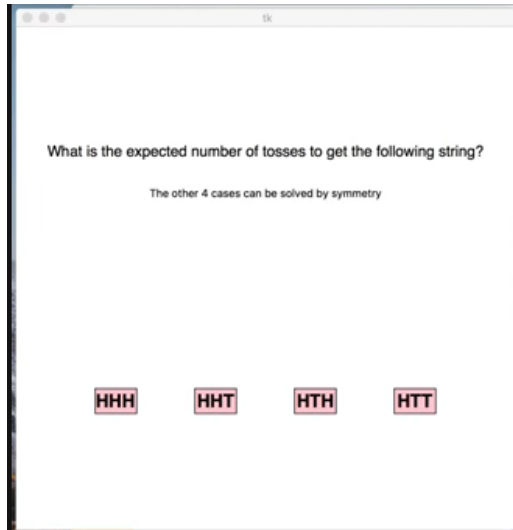 tk
What is the expected number of tosses to get the following string?
The other 4 cases can be solved by symmetry
HHH HHT HTH HTT